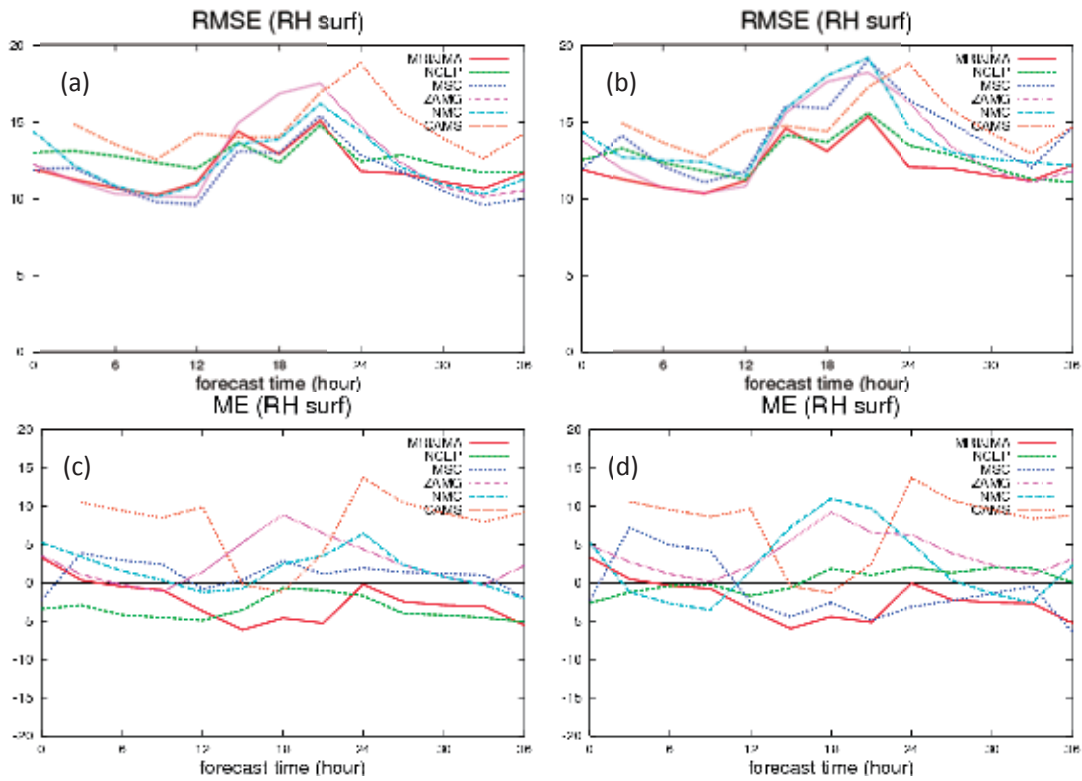 RMSE (RH surf)
20
15
10
5
0
(a)
MRI/JMA
NCEP
MSC
ZAMG
NMC
CAMS
0 6 12 18 24 30 36
forecast time (hour)
RMSE (RH surf)
20
15
10
5
0
(b)
MRI/JMA
NCEP
MSC
ZAMG
NMC
CAMS
0 6 12 18 24 30 36
forecast time (hour)
ME (RH surf)
20
15
10
5
0
-5
-10
-15
-20
(c)
MRI/JMA
NCEP
MSC
ZAMG
NMC
CAMS
0 6 12 18 24 30 36
forecast time (hour)
ME (RH surf)
20
15
10
5
0
-5
-10
-15
-20
(d)
MRI/JMA
NCEP
MSC
ZAMG
NMC
CAMS
0 6 12 18 24 30 36
forecast time (hour)